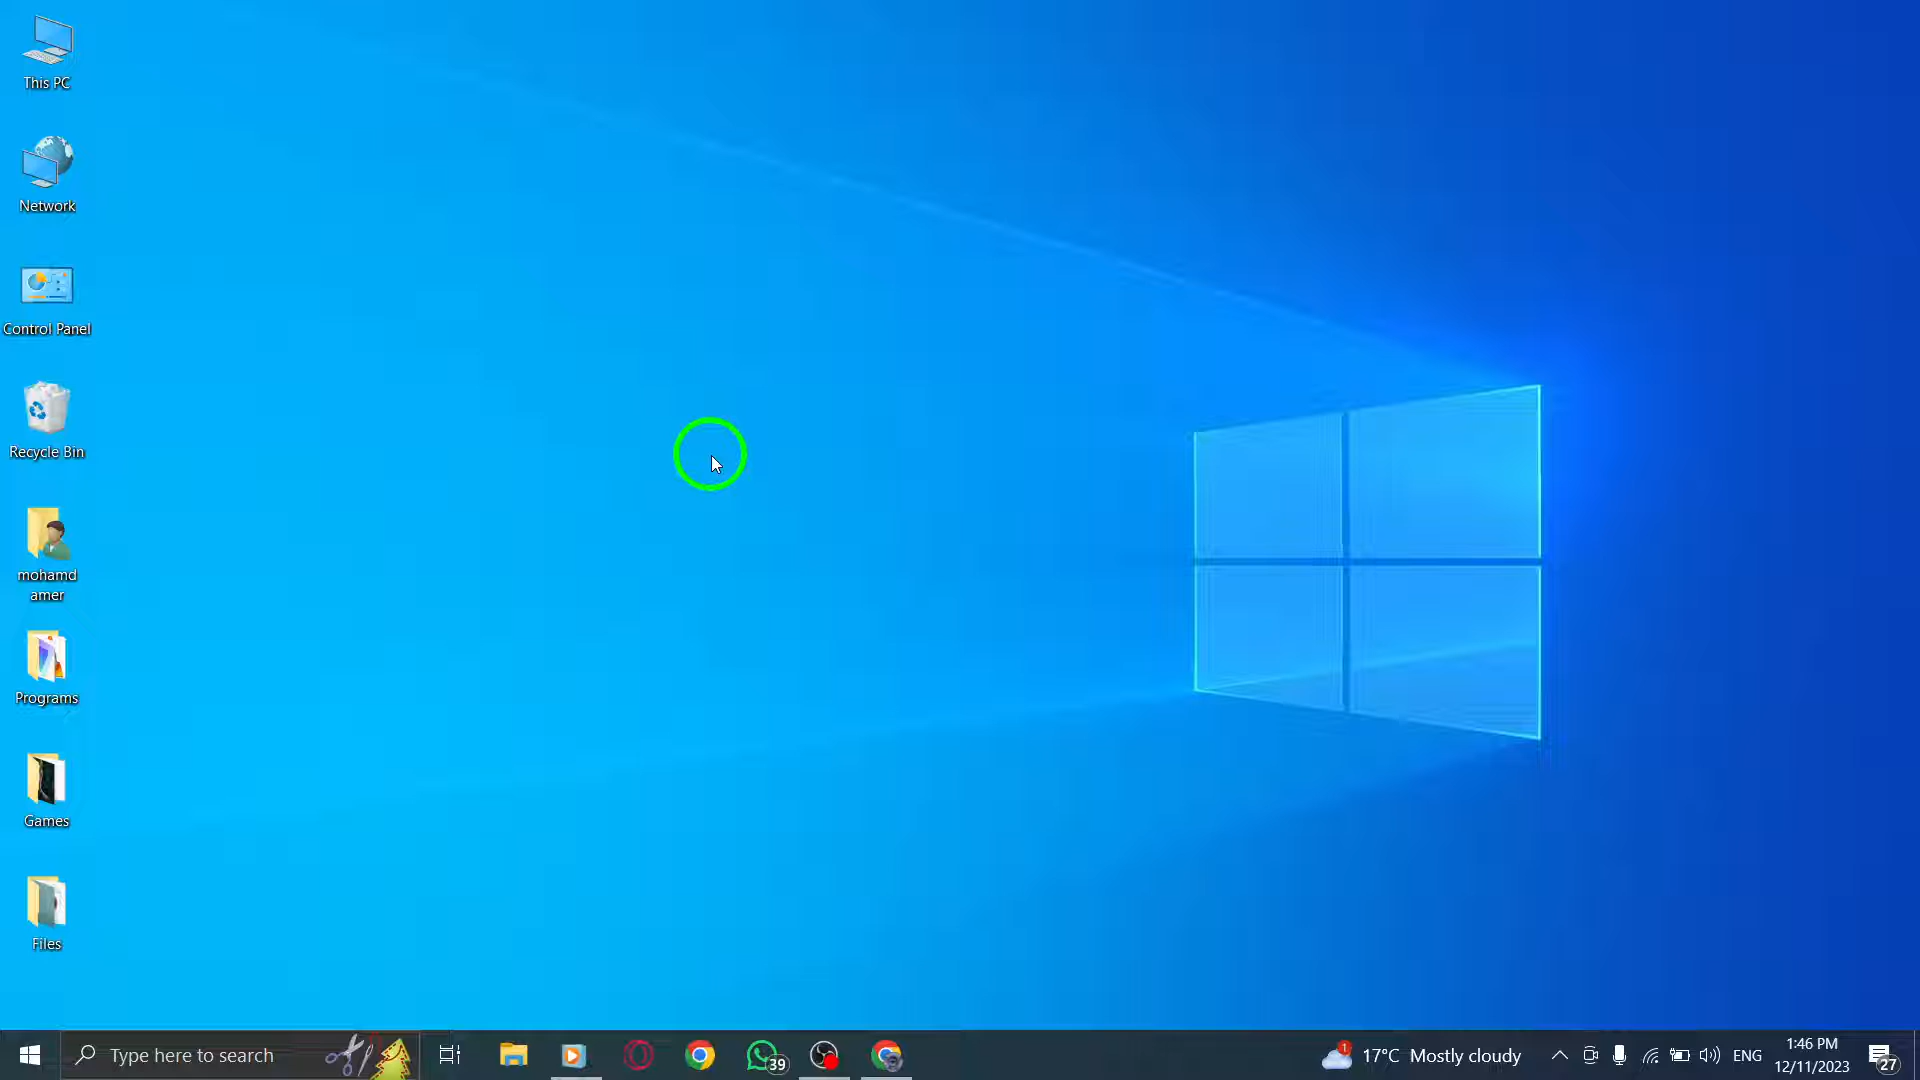 This PC
Network
Control Panel
Recycle Bin
mohamd
amer
Programs
Games
Files
Type here to search
39
1
17°C Mostly cloudy
ENG
1:46 PM
12/11/2023
27